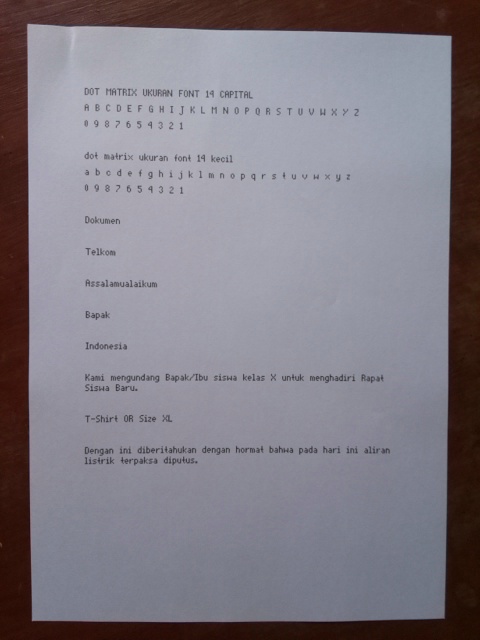 DOT MATRIX UKURAN FONT 14 CAPITAL
A B C D E F G H I J K L M N O P Q R S T U V W X Y Z
0 9 8 7 6 5 4 3 2 1
dot matrix ukuran font 14 kecil
a b c d e f g h i j k l m n o p q r s t u v w x y z
0 9 8 7 6 5 4 3 2 1
Dokumen
Telkom
Assalamualaikum
Bapak
Indonesia
Kami mengundang Bapak/Ibu siswa kelas X untuk menghadiri Rapat
Siswa Baru.
T-Shirt OR Size XL
Dengan ini diberitahukan dengan hormat bahwa pada hari ini aliran
listrik terpaksa diputus.